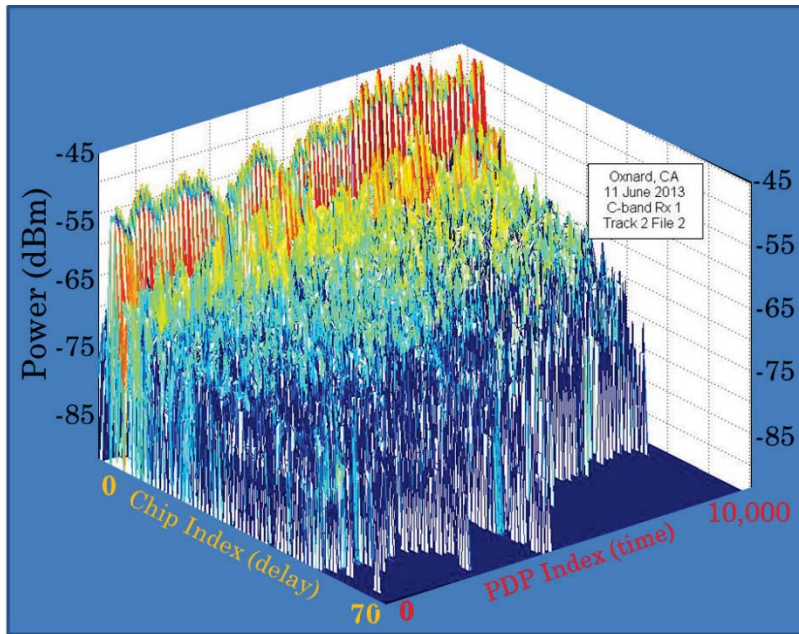 Power (dBm)
-45
-55
-65
-75
-85
Oxnard, CA
11 June 2013
C-band Rx 1
Track 2 File 2
-45
-55
-65
-75
-85
0
Chip Index (delay)
70
0
PDP Index (time)
10,000